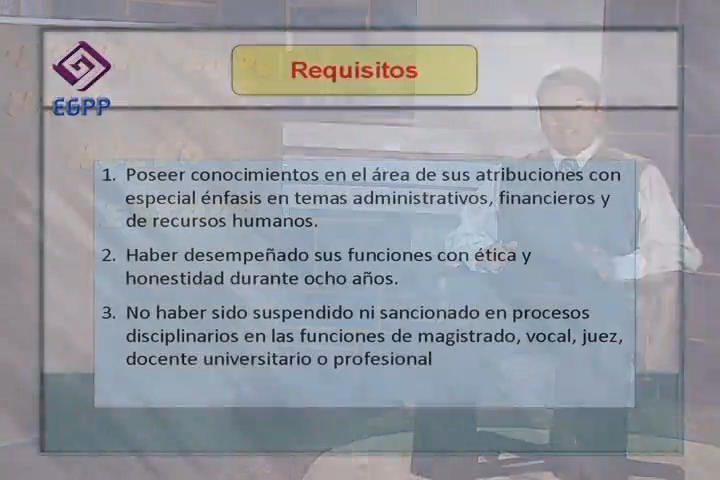 Requisitos
EGPP
1. Poseer conocimientos en el área de sus atribuciones con
especial énfasis en temas administrativos, financieros y
de recursos humanos.
2. Haber desempeñado sus funciones con ética y
honestidad durante ocho años.
3. No haber sido suspendido ni sancionado en procesos
disciplinarios en las funciones de magistrado, vocal, juez,
docente universitario o profesional